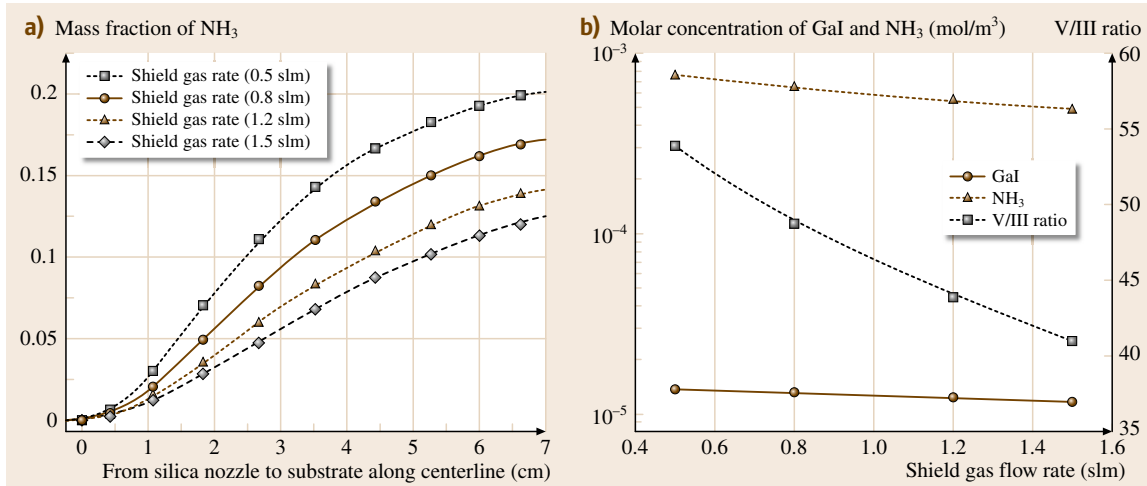 a) Mass fraction of NH₃
0.2
0.15
0.1
0.05
0
Shield gas rate (0.5 slm)
Shield gas rate (0.8 slm)
Shield gas rate (1.2 slm)
Shield gas rate (1.5 slm)
0 1 2 3 4 5 6 7
From silica nozzle to substrate along centerline (cm)
b) Molar concentration of GaI and NH₃ (mol/m³) V/III ratio
10⁻³
10⁻⁴
10⁻⁵
60
55
50
45
40
35
GaI
NH₃
V/III ratio
0.4 0.6 0.8 1.0 1.2 1.4 1.6
Shield gas flow rate (slm)